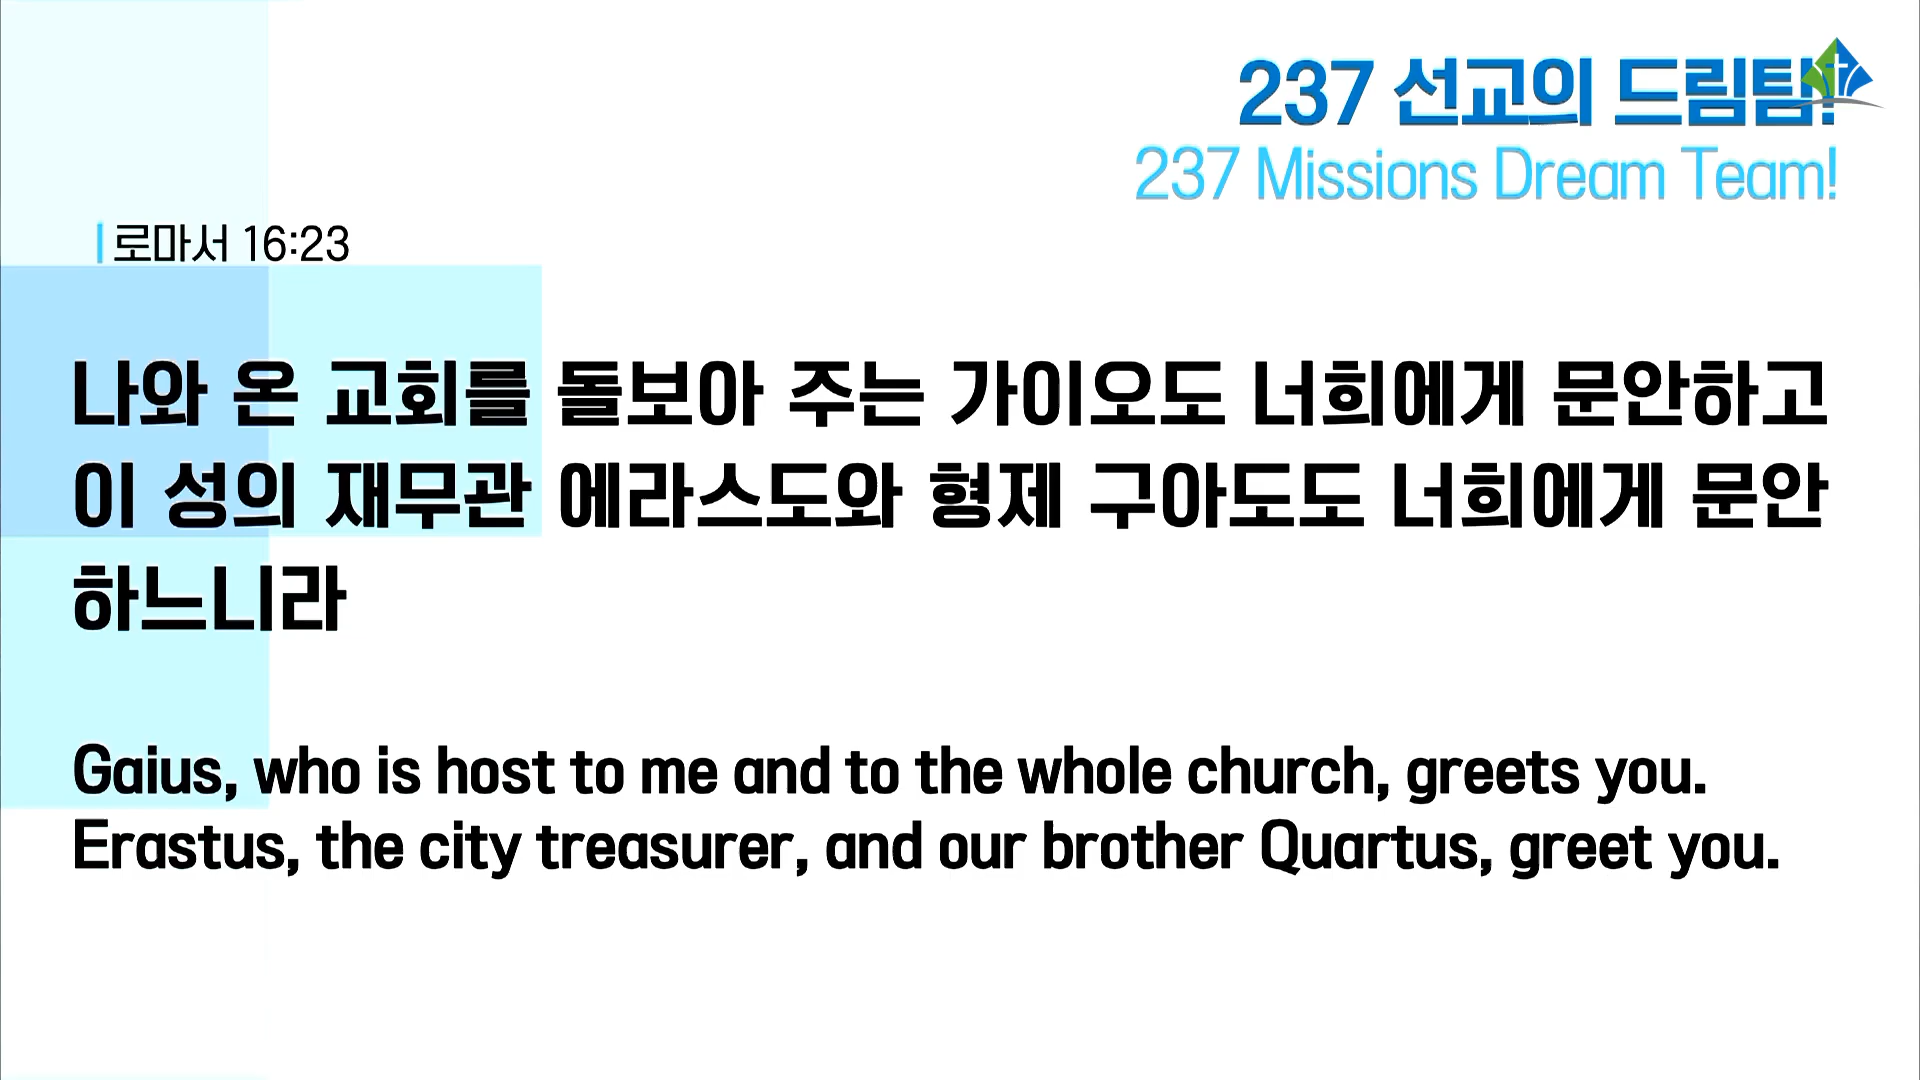 237 선교의 드림팀!
237 Missions Dream Team!
로마서 16:23
나와 온 교회를 돌보아 주는 가이오도 너희에게 문안하고
이 성의 재무관 에라스도와 형제 구아도도 너희에게 문안
하느니라
Gaius, who is host to me and to the whole church, greets you.
Erastus, the city treasurer, and our brother Quartus, greet you.